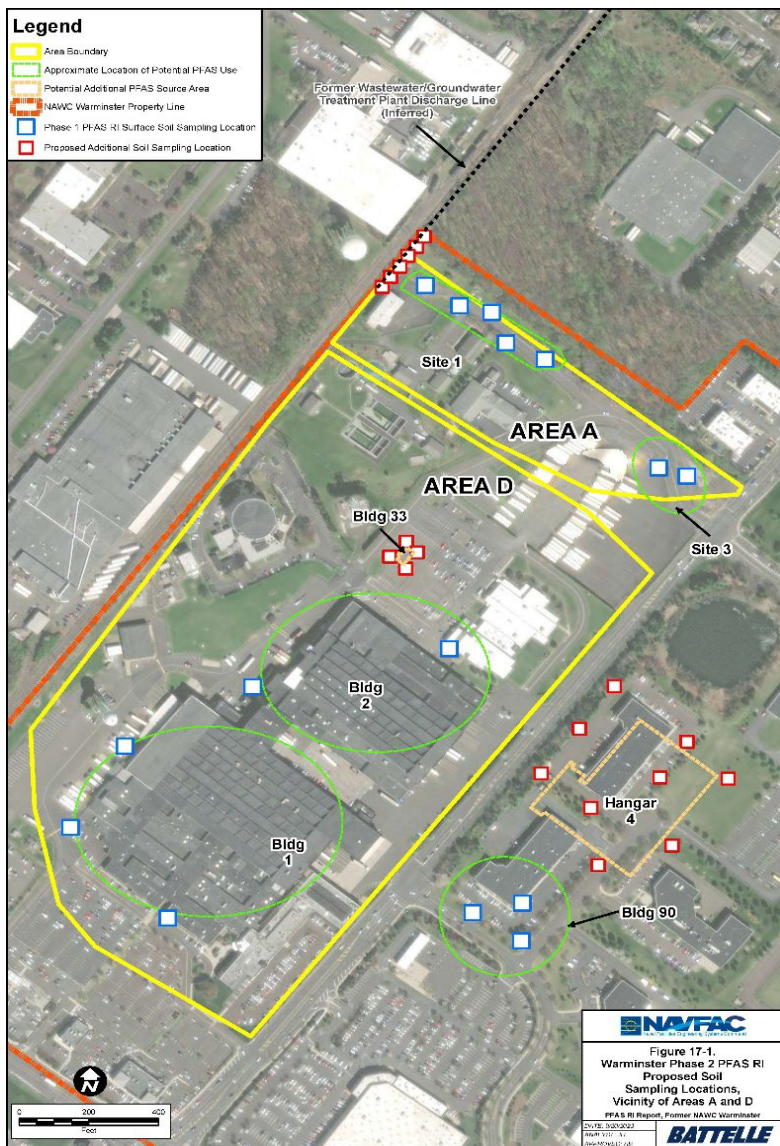 Legend
Area Boundary
Approximate Location of Potential PFAS Use
Potential Additional PFAS Source Area
NAWC Warminster Property Line
Phase 1 PFAS RI Surface Soil Sampling Location
Proposed Additional Soil Sampling Location
Former Wastewater/Groundwater
Treatment Plant Discharge Line
(Inferred)
Site 1
AREA A
AREA D
Bldg 33
Site 3
Bldg
2
Hangar
4
Bldg
1
Bldg 90
N
0 200 400
Feet
NAVFAC
Figure 17-1.
Warminster Phase 2 PFAS RI
Proposed Soil
Sampling Locations,
Vicinity of Areas A and D
PFAS RI Report, Former NAWC Warminster
BATTELLE